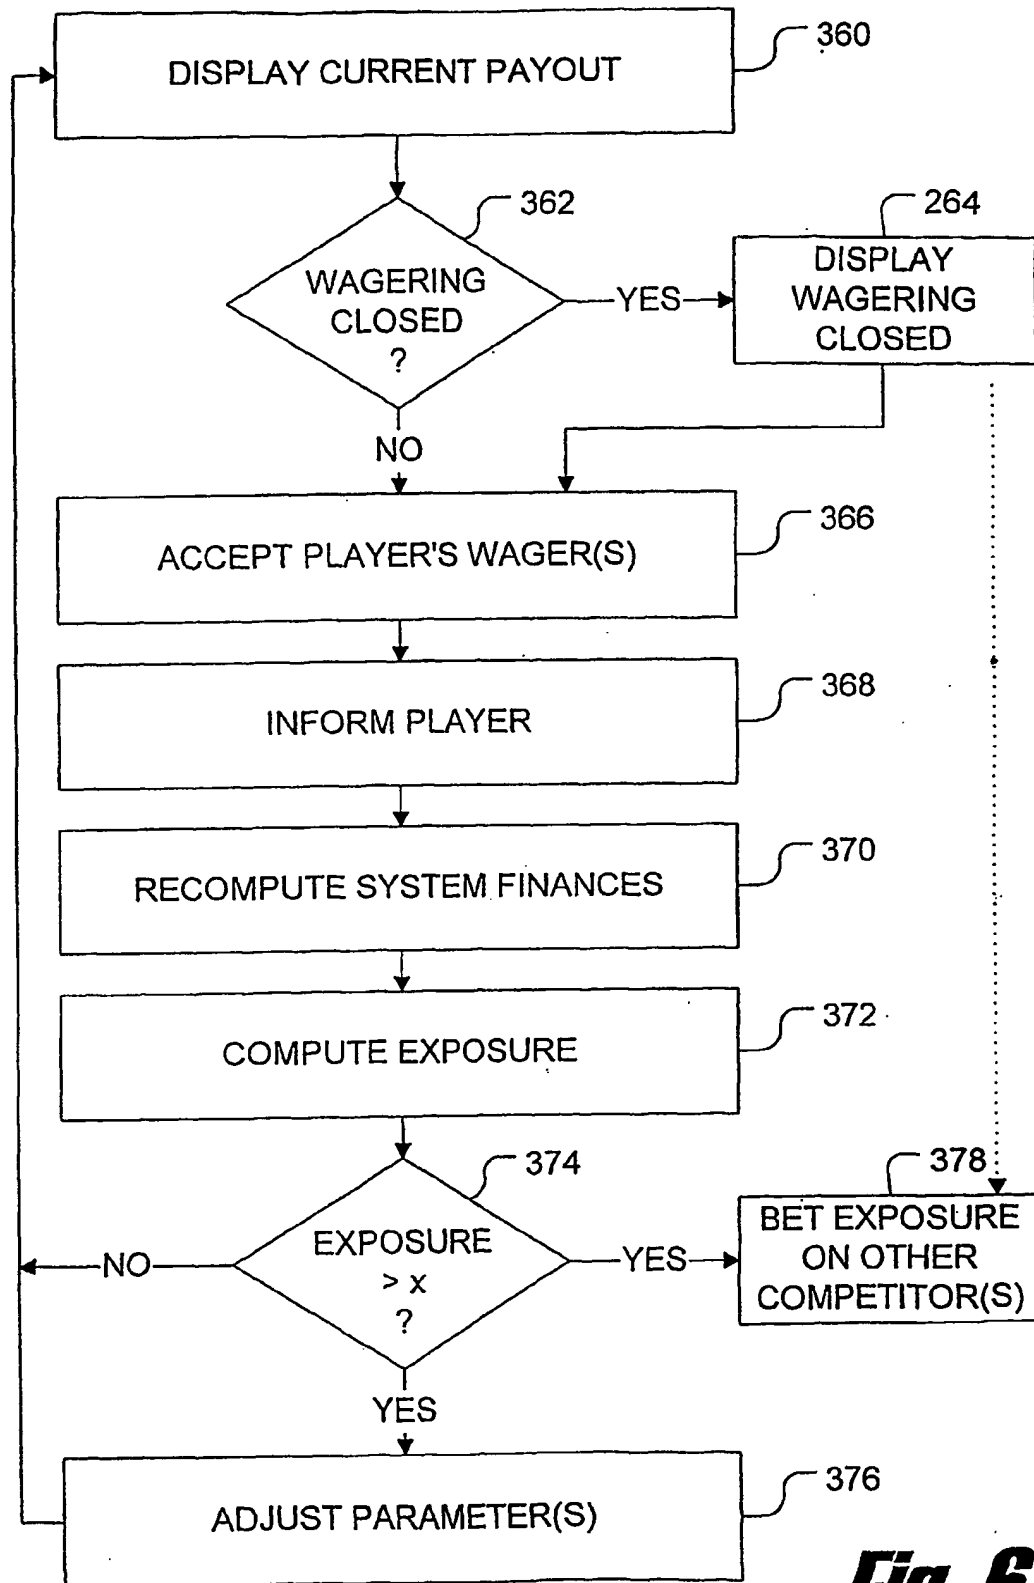 360
DISPLAY CURRENT PAYOUT
362
264
WAGERING
CLOSED
?
YES
DISPLAY
WAGERING
CLOSED
NO
366
ACCEPT PLAYER'S WAGER(S)
368
INFORM PLAYER
370
RECOMPUTE SYSTEM FINANCES
372
COMPUTE EXPOSURE
374
378
EXPOSURE
> x
?
NO
YES
BET EXPOSURE
ON OTHER
COMPETITOR(S)
YES
376
ADJUST PARAMETER(S)
Fig. 6